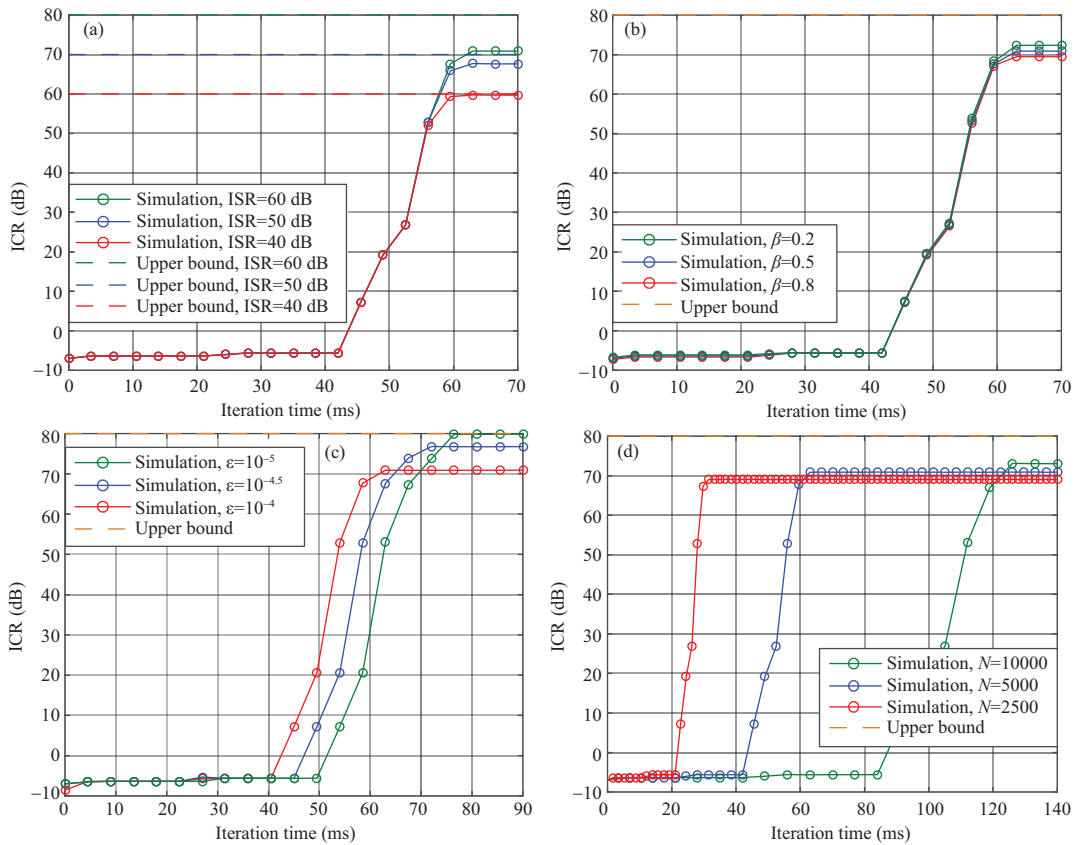 (a)
80
70
60
50
40
30
20
10
0
−10
ICR (dB)
Simulation, ISR=60 dB
Simulation, ISR=50 dB
Simulation, ISR=40 dB
Upper bound, ISR=60 dB
Upper bound, ISR=50 dB
Upper bound, ISR=40 dB
0 10 20 30 40 50 60 70
Iteration time (ms)
(b)
80
70
60
50
40
30
20
10
0
−10
ICR (dB)
Simulation, β=0.2
Simulation, β=0.5
Simulation, β=0.8
Upper bound
0 10 20 30 40 50 60 70
Iteration time (ms)
(c)
80
70
60
50
40
30
20
10
0
−10
ICR (dB)
Simulation, ε=10⁻⁵
Simulation, ε=10⁻⁴·⁵
Simulation, ε=10⁻⁴
Upper bound
0 10 20 30 40 50 60 70 80 90
Iteration time (ms)
(d)
80
70
60
50
40
30
20
10
0
−10
ICR (dB)
Simulation, N=10000
Simulation, N=5000
Simulation, N=2500
Upper bound
0 20 40 60 80 100 120 140
Iteration time (ms)